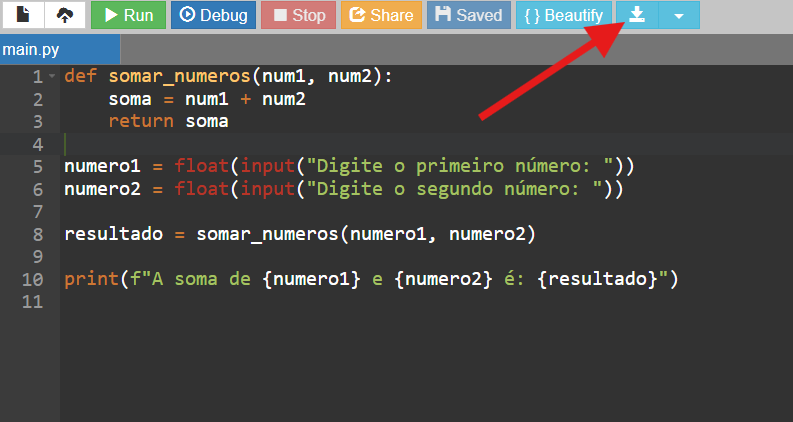 Run Debug Stop Share Saved { } Beautify
main.py
1 def somar_numeros(num1, num2):
2     soma = num1 + num2
3     return soma
4
5 numero1 = float(input("Digite o primeiro número: "))
6 numero2 = float(input("Digite o segundo número: "))
7
8 resultado = somar_numeros(numero1, numero2)
9
10 print(f"A soma de {numero1} e {numero2} é: {resultado}")
11